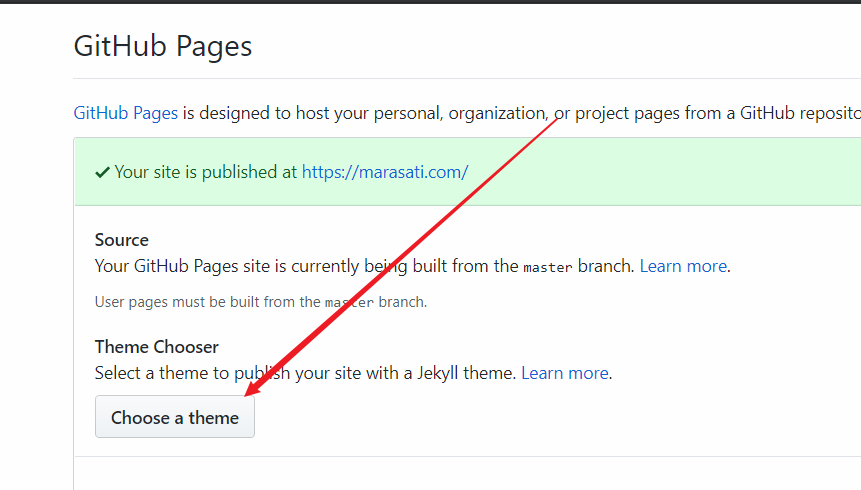 GitHub Pages
GitHub Pages is designed to host your personal, organization, or project pages from a GitHub
✓ Your site is published at https://marasati.com/
Source
Your GitHub Pages site is currently being built from the master branch. Learn more.
User pages must be built from the master branch.
Theme Chooser
Select a theme to publish your site with a Jekyll theme. Learn more.
Choose a theme